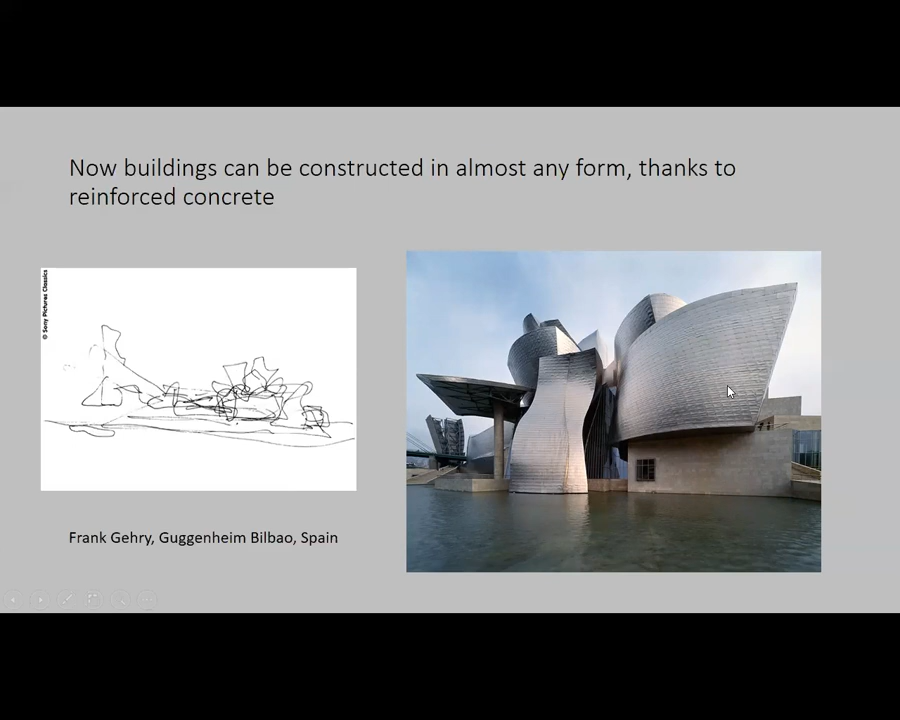 Now buildings can be constructed in almost any form, thanks to
reinforced concrete
© Sony Pictures Classics
Frank Gehry, Guggenheim Bilbao, Spain